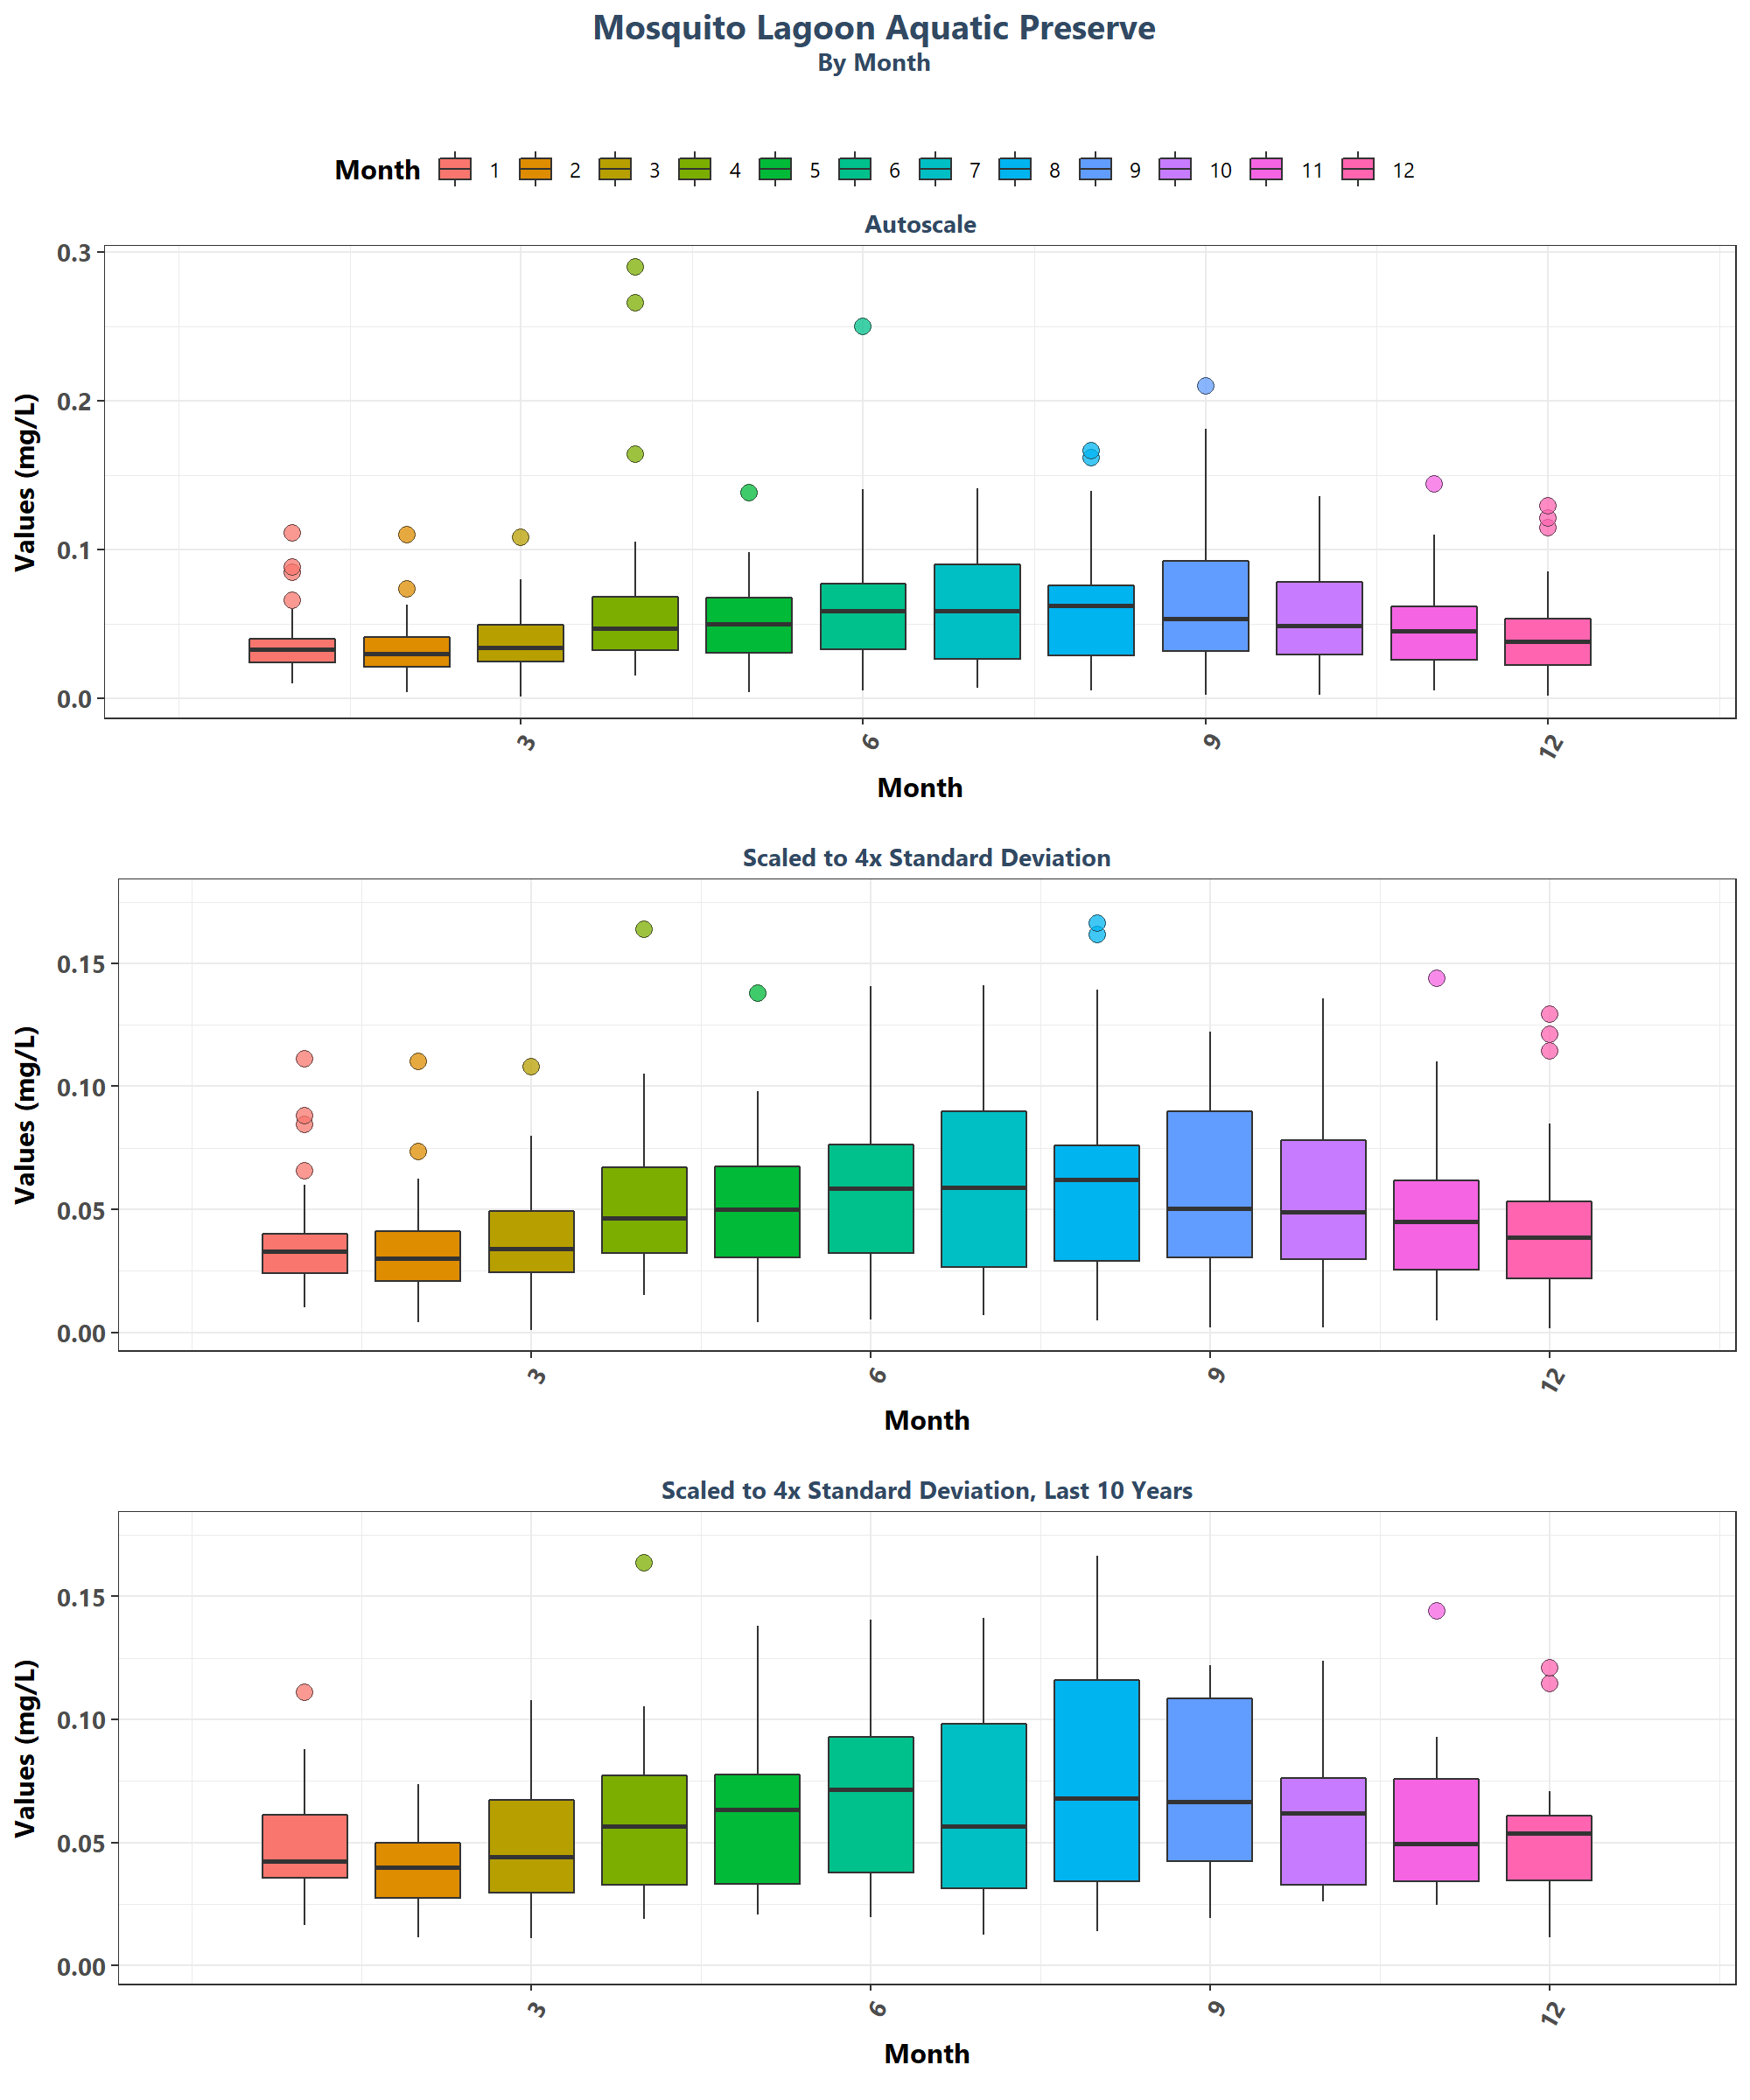 Mosquito Lagoon Aquatic Preserve
By Month
Month 1 2 3 4 5 6 7 8 9 10 11 12
Autoscale
Values (mg/L)
0.3
0.2
0.1
0.0
3 6 9 12
Month
Scaled to 4x Standard Deviation
Values (mg/L)
0.15
0.10
0.05
0.00
3 6 9 12
Month
Scaled to 4x Standard Deviation, Last 10 Years
Values (mg/L)
0.15
0.10
0.05
0.00
3 6 9 12
Month